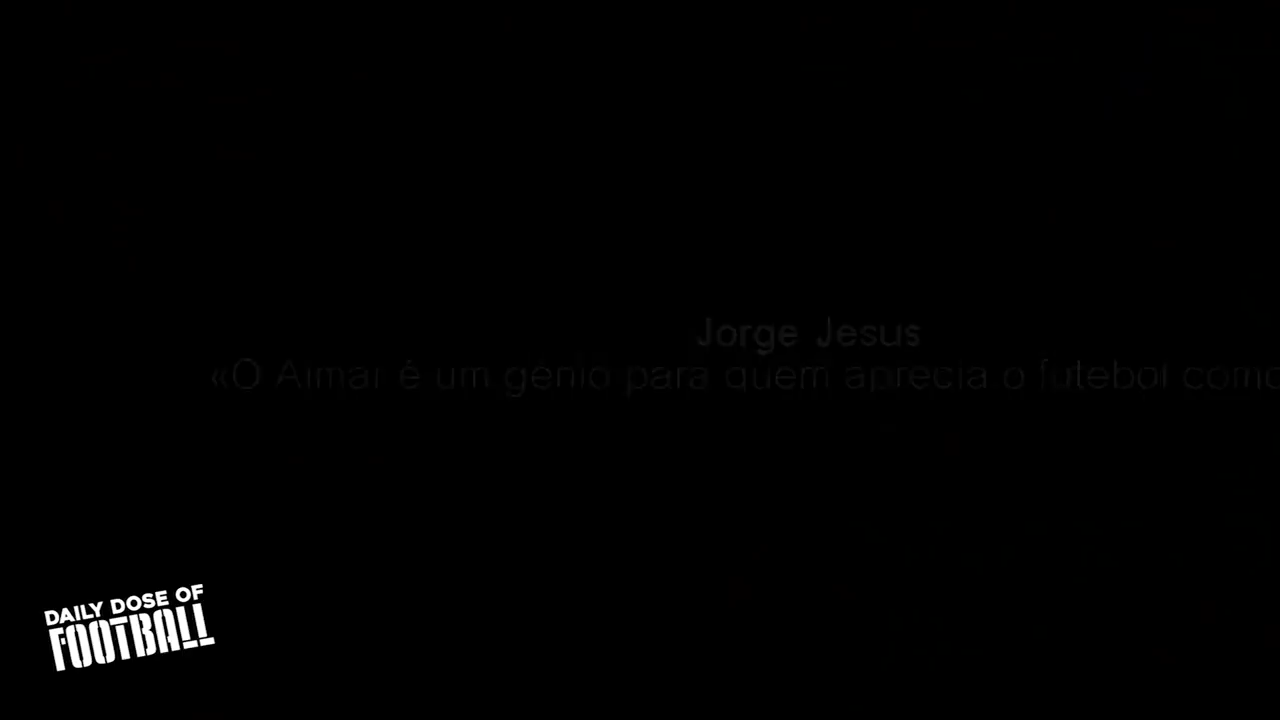 Jorge Jesus
«O Aimar é um génio para quem aprecia o futebol como
DAILY DOSE OF
FOOTBALL